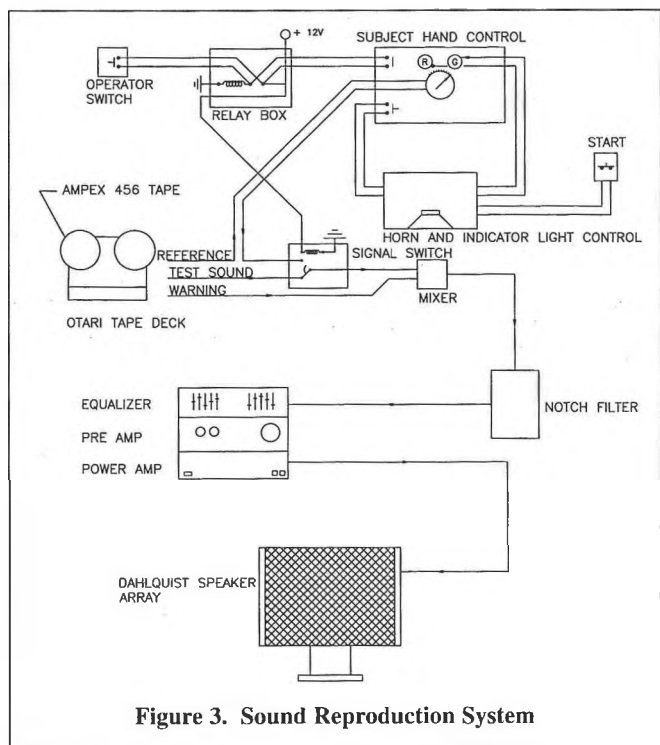 + 12V
SUBJECT HAND CONTROL
R G
OPERATOR
SWITCH
RELAY BOX
START
AMPEX 456 TAPE
HORN AND INDICATOR LIGHT CONTROL
REFERENCE
SIGNAL SWITCH
TEST SOUND
WARNING
MIXER
OTARI TAPE DECK
EQUALIZER
NOTCH FILTER
PRE AMP
POWER AMP
DAHLQUIST SPEAKER
ARRAY
Figure 3. Sound Reproduction System